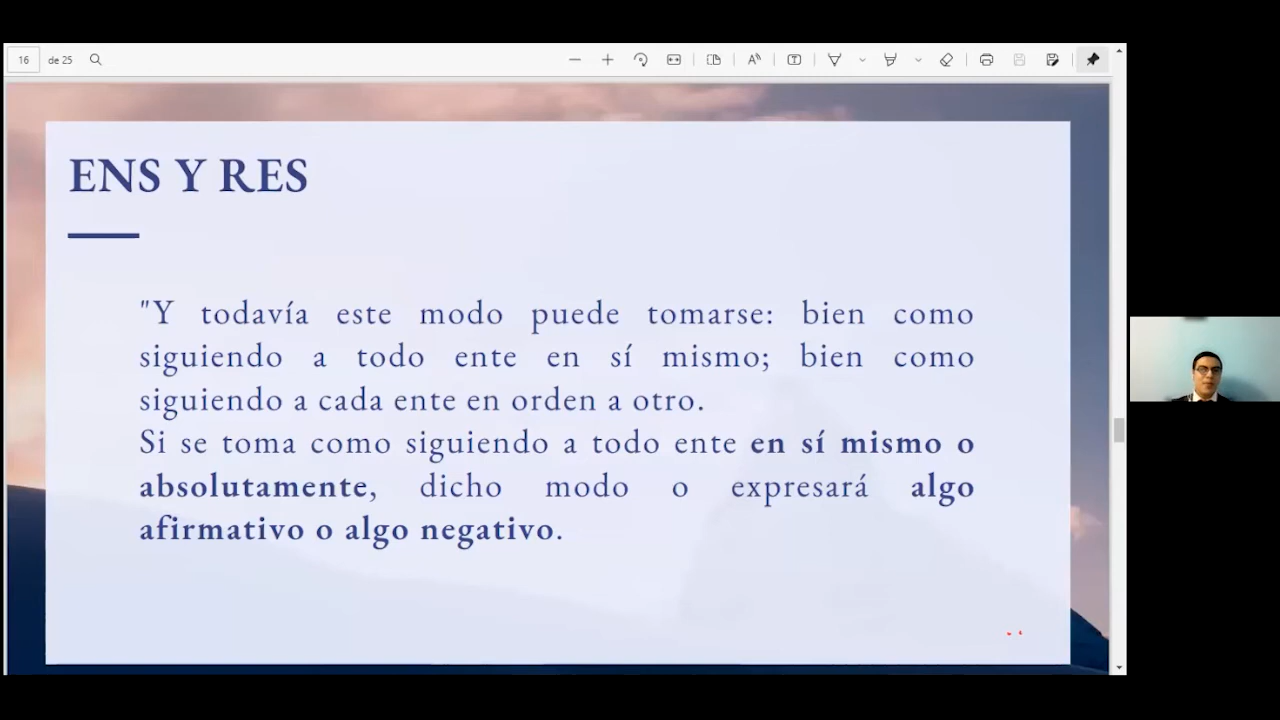 16 de 25
ENS Y RES
"Y todavía este modo puede tomarse: bien como
siguiendo a todo ente en sí mismo; bien como
siguiendo a cada ente en orden a otro.
Si se toma como siguiendo a todo ente en sí mismo o
absolutamente, dicho modo o expresará algo
afirmativo o algo negativo.